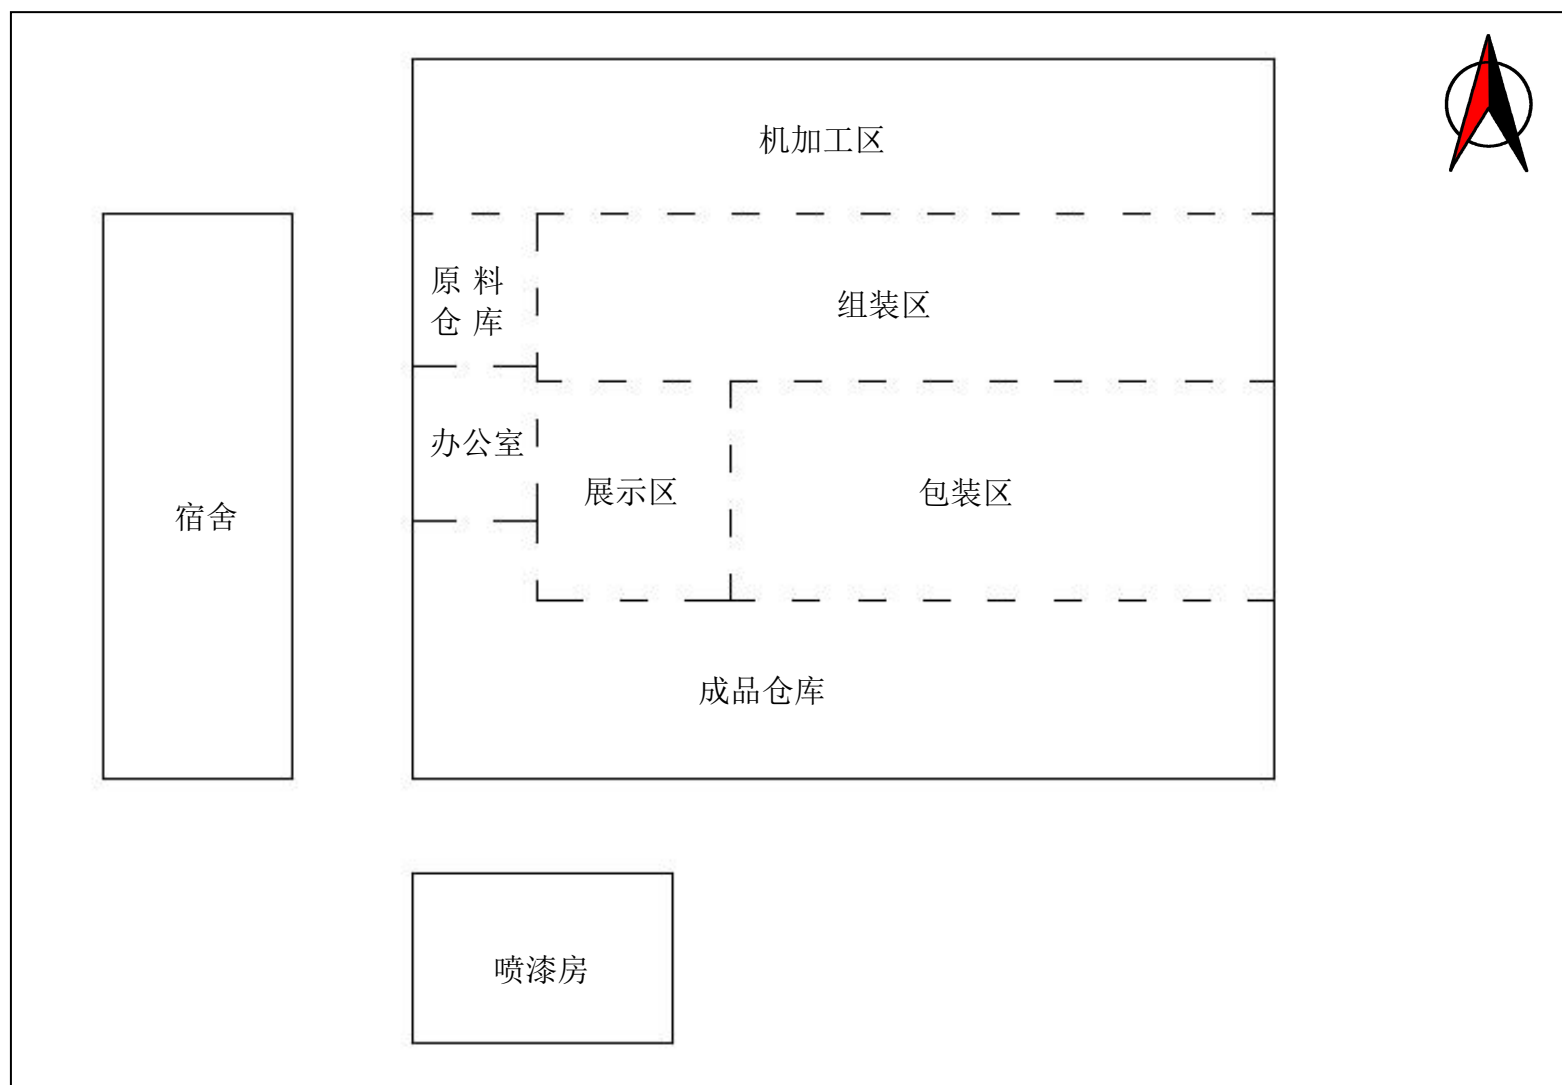 机加工区
原 料
仓 库
组装区
办公室
展示区
包装区
宿舍
成品仓库
喷漆房